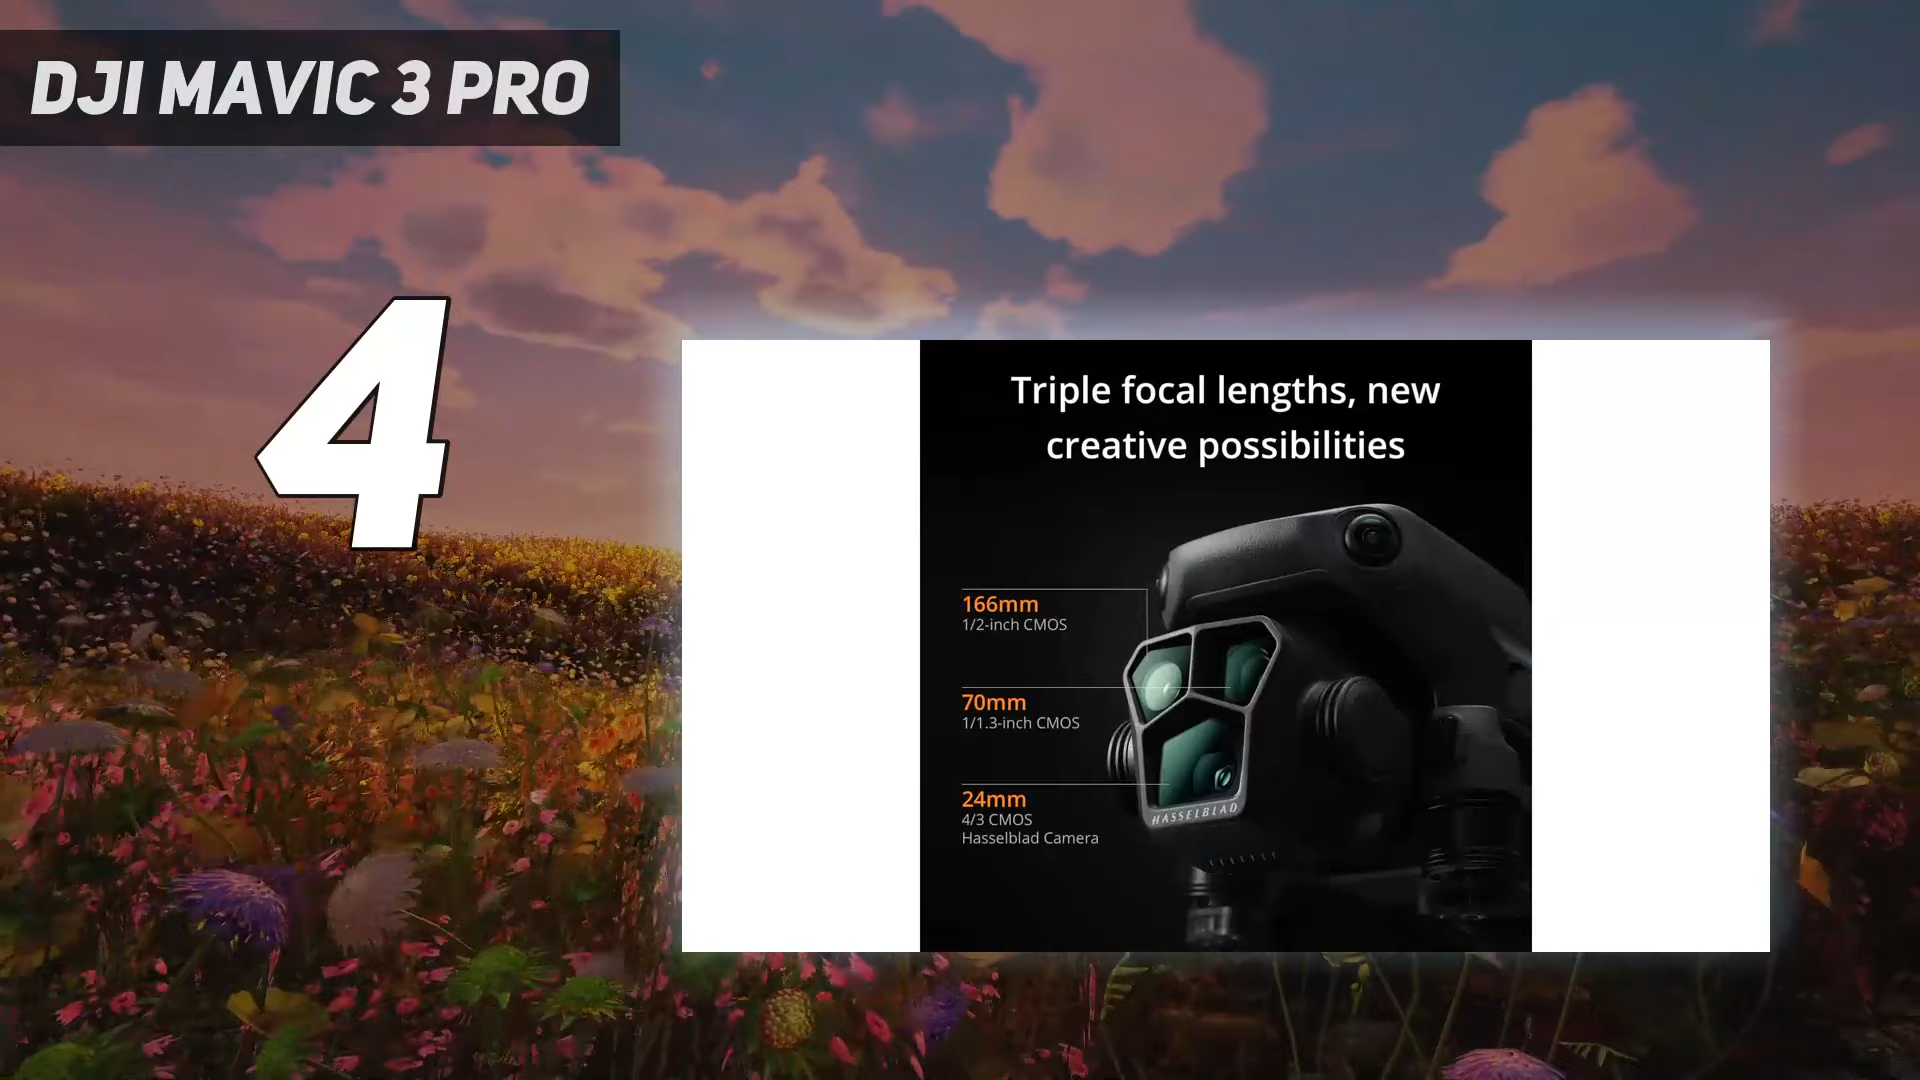 DJI MAVIC 3 PRO
4
Triple focal lengths, new
creative possibilities
166mm
1/2-inch CMOS
70mm
1/1.3-inch CMOS
24mm
4/3 CMOS
Hasselblad Camera
HASSELBLAD